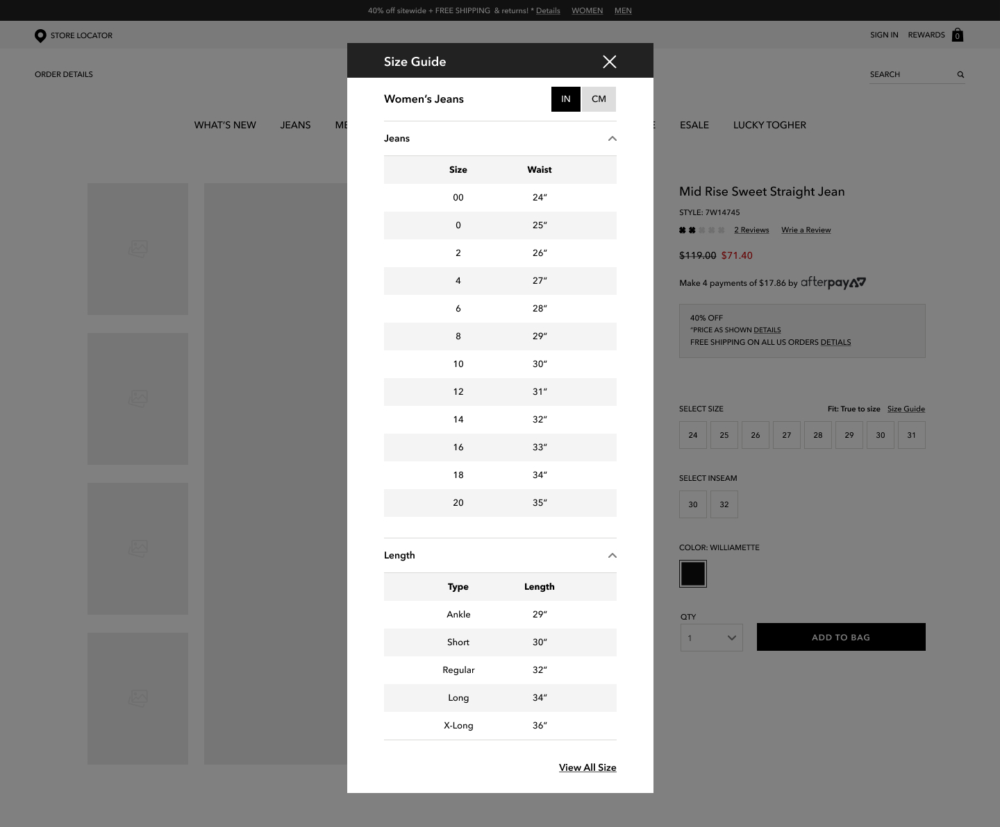 40% off sitewide + FREE SHIPPING & returns! * Details WOMEN MEN
STORE LOCATOR
SIGN IN REWARDS 0
ORDER DETAILS
SEARCH
WHAT'S NEW JEANS ESALE LUCKY TOGHER
Size Guide
Women's Jeans
IN CM
Jeans
Size Waist
00 24“
0 25“
2 26“
4 27“
6 28“
8 29“
10 30“
12 31“
14 32“
16 33“
18 34“
20 35“
Length
Type Length
Ankle 29“
Short 30“
Regular 32“
Long 34“
X-Long 36“
View All Size
Mid Rise Sweet Straight Jean
STYLE: 7W14745
2 Reviews Wrie a Review
$119.00 $71.40
Make 4 payments of $17.86 by afterpay
40% OFF
“PRICE AS SHOWN DETAILS
FREE SHIPPING ON ALL US ORDERS DETIALS
SELECT SIZE Fit: True to size Size Guide
24 25 26 27 28 29 30 31
SELECT INSEAM
30 32
COLOR: WILLIAMETTE
QTY
1
ADD TO BAG